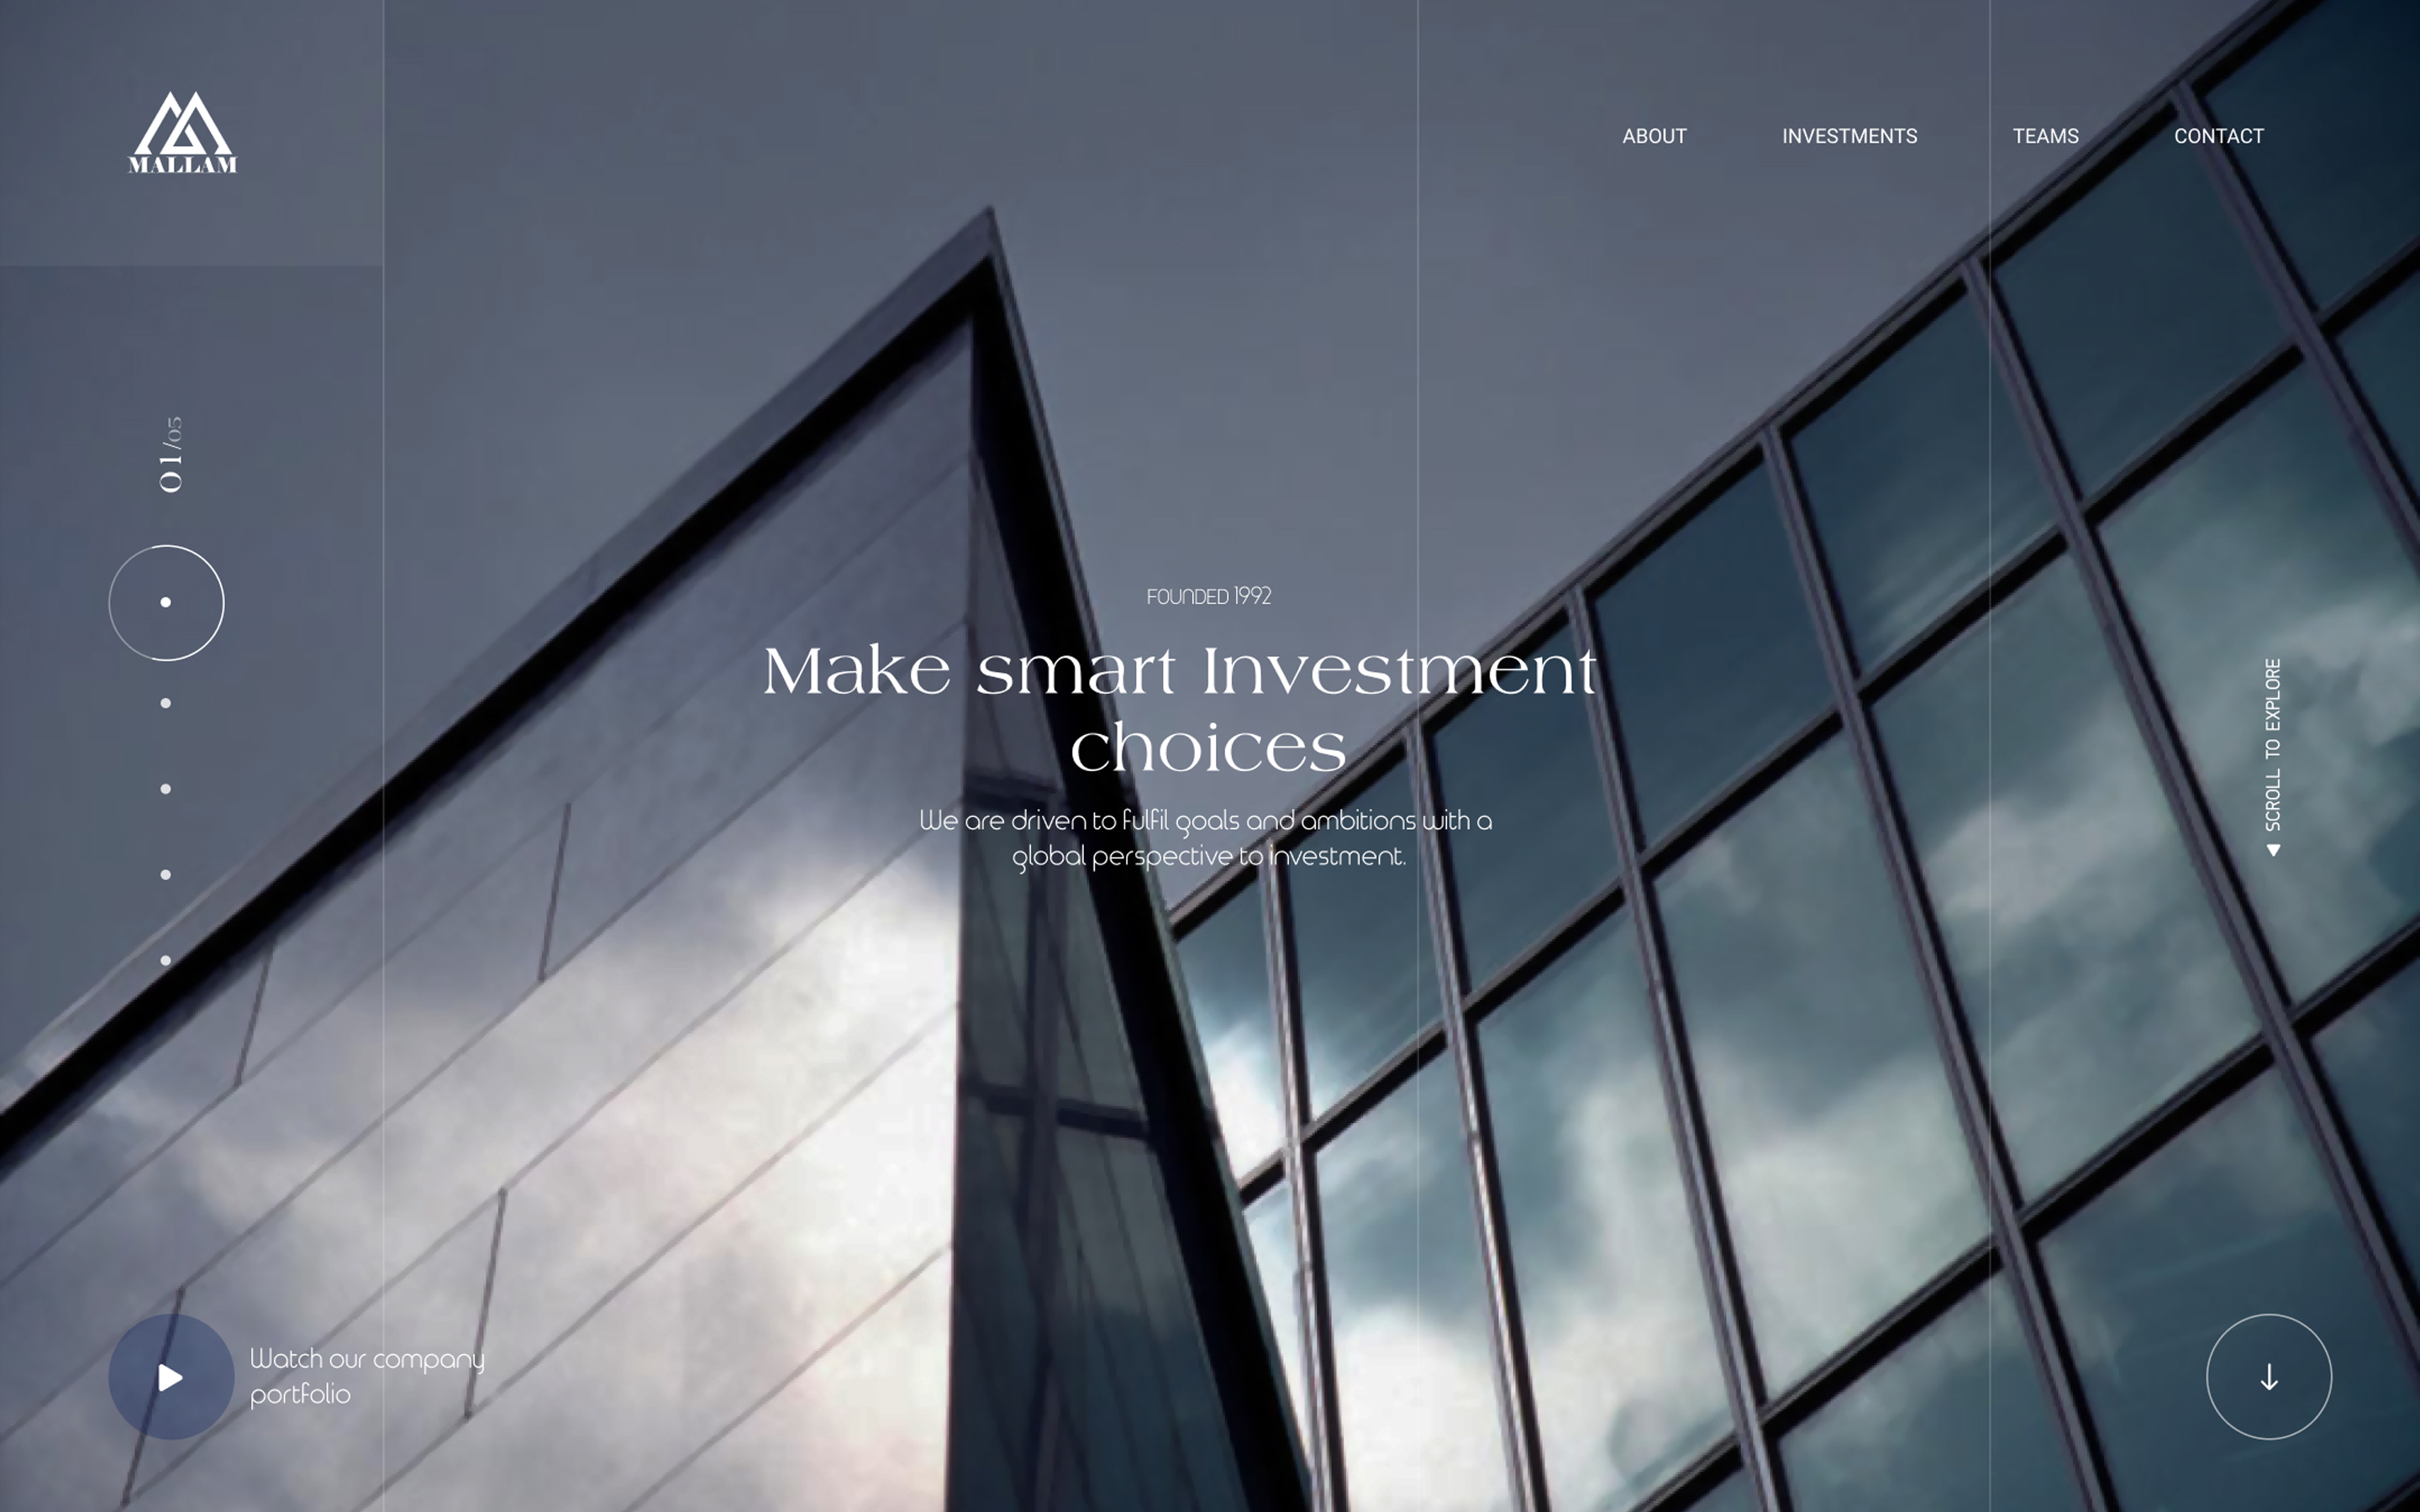 MALLAM
ABOUT
INVESTMENTS
TEAMS
CONTACT
01/05
FOUNDED 1992
Make smart Investment
choices
We are driven to fulfil goals and ambitions with a
global perspective to investment.
SCROLL TO EXPLORE
Watch our company
portfolio